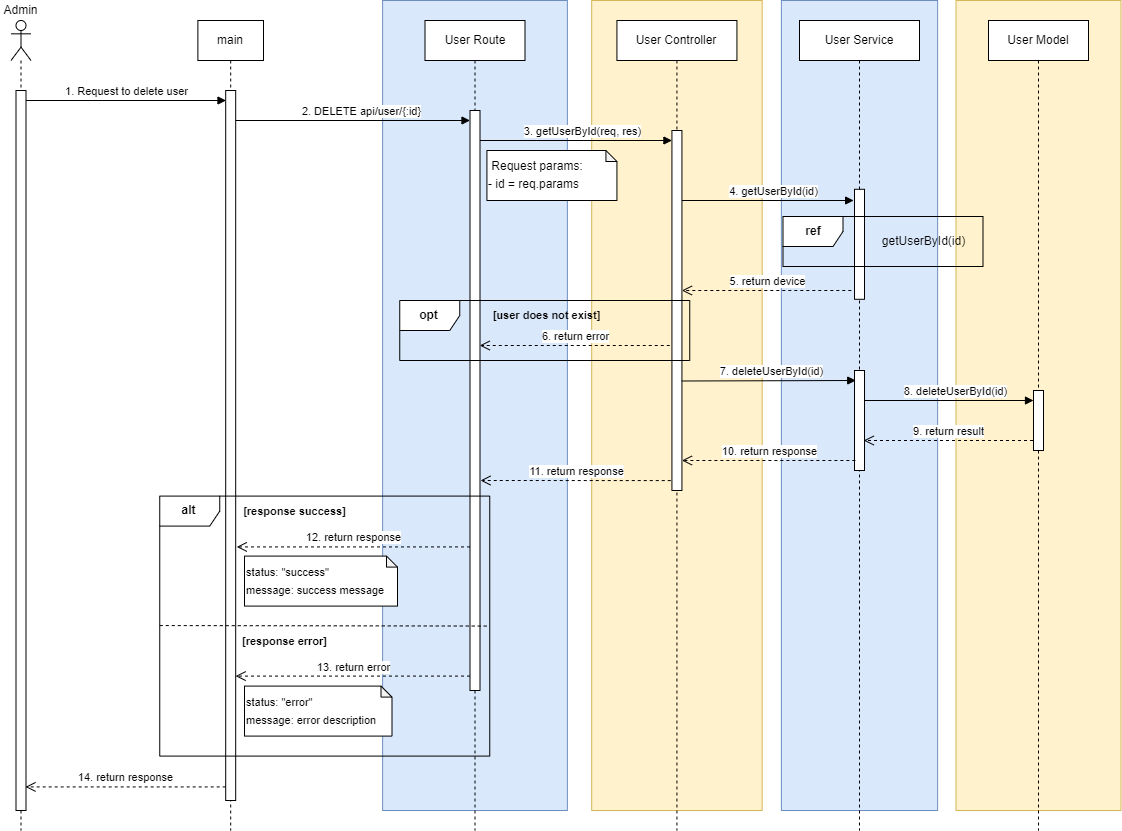 Admin
main
User Route
User Controller
User Service
User Model
1. Request to delete user
2. DELETE api/user/{:id}
3. getUserById(req, res)
Request params:
- id = req.params
4. getUserById(id)
ref
getUserById(id)
5. return device
opt
[user does not exist]
6. return error
7. deleteUserById(id)
8. deleteUserById(id)
9. return result
10. return response
11. return response
alt
[response success]
12. return response
status: "success"
message: success message
[response error]
13. return error
status: "error"
message: error description
14. return response